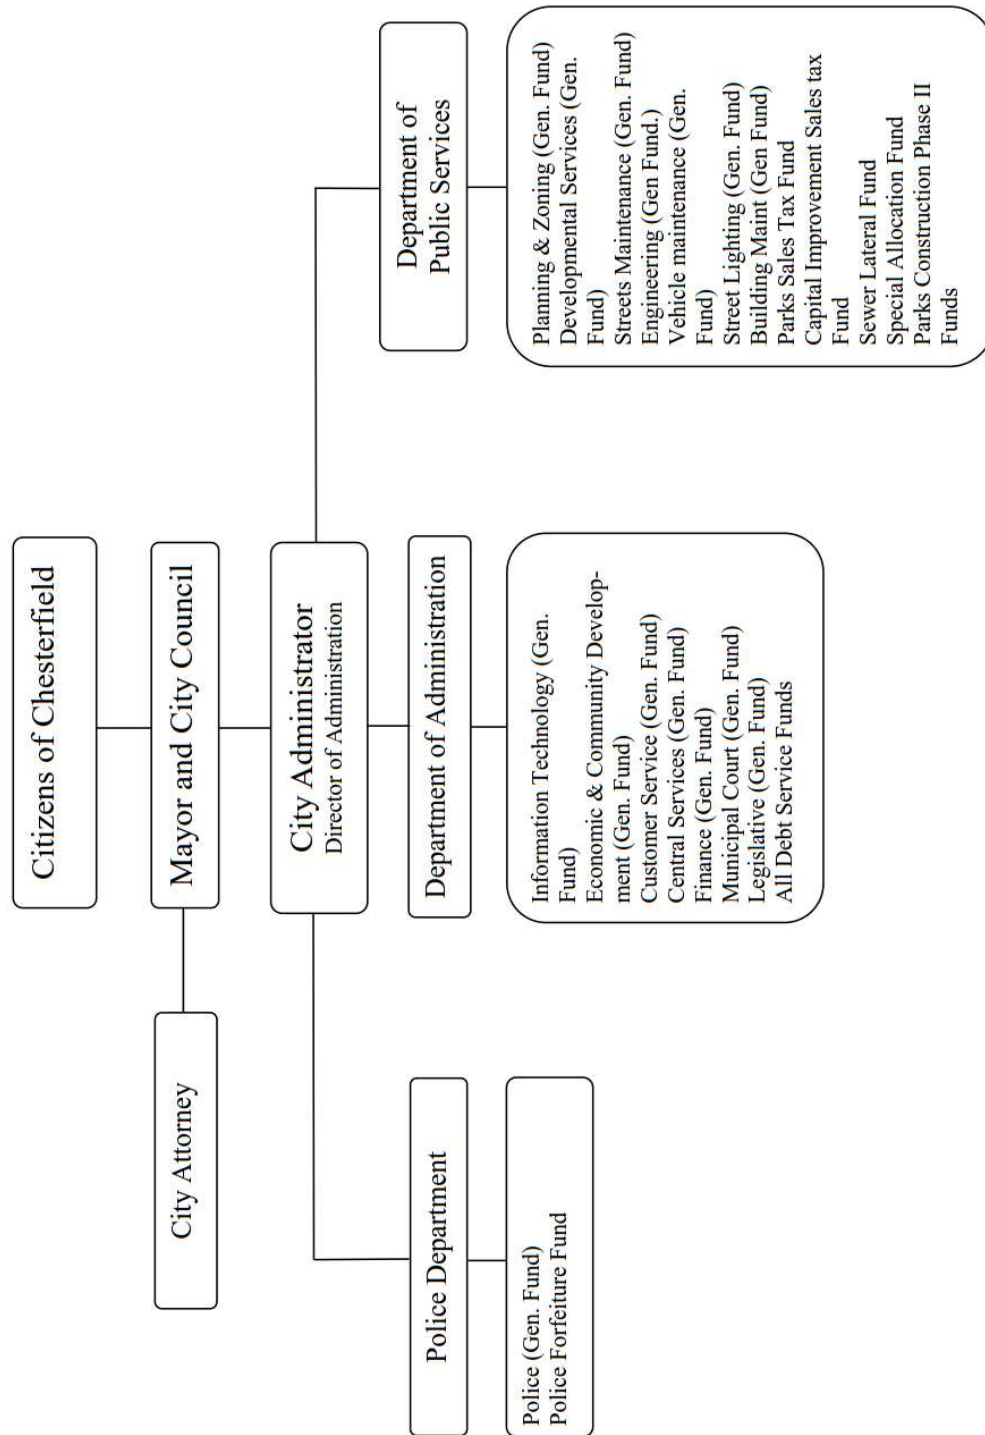 Citizens of Chesterfield
City Attorney
Mayor and City Council
City Administrator
Director of Administration
Police Department
Department of Administration
Department of
Public Services
Police (Gen. Fund)
Police Forfeiture Fund
Information Technology (Gen.
Fund)
Economic & Community Develop-
ment (Gen. Fund)
Customer Service (Gen. Fund)
Central Services (Gen. Fund)
Finance (Gen. Fund)
Municipal Court (Gen. Fund)
Legislative (Gen. Fund)
All Debt Service Funds
Planning & Zoning (Gen. Fund)
Developmental Services (Gen.
Fund)
Streets Maintenance (Gen. Fund)
Engineering (Gen Fund.)
Vehicle maintenance (Gen.
Fund)
Street Lighting (Gen. Fund)
Building Maint (Gen Fund)
Parks Sales Tax Fund
Capital Improvement Sales tax
Fund
Sewer Lateral Fund
Special Allocation Fund
Parks Construction Phase II
Funds